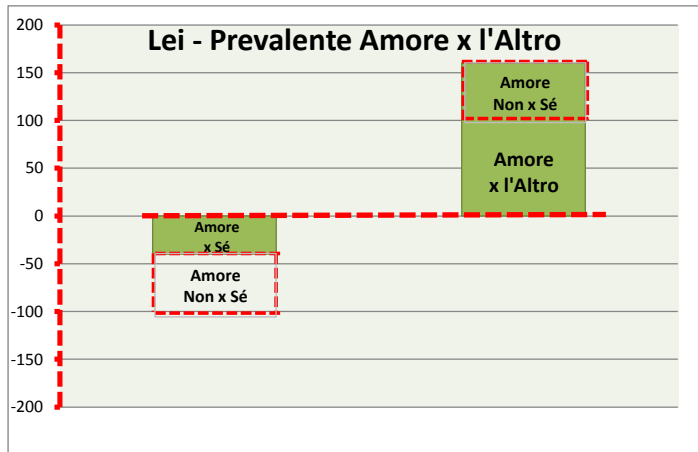 Lei - Prevalente Amore x l'Altro
200
150
100
50
0
-50
-100
-150
-200
Amore
Non x Sé
Amore
x l'Altro
Amore
x Sé
Amore
Non x Sé